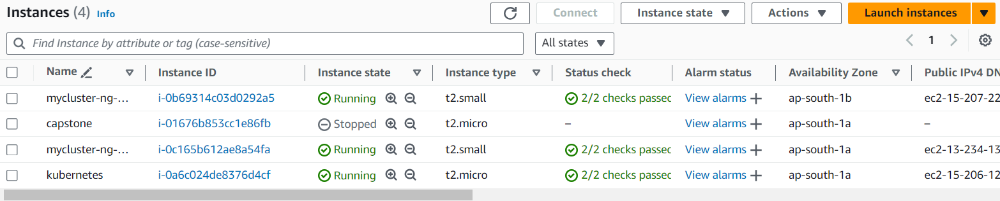 Instances (4) Info Connect Instance state Actions Launch instances
Find Instance by attribute or tag (case-sensitive) All states 1
Name Instance ID Instance state Instance type Status check Alarm status Availability Zone Public IPv4 DN
mycluster-ng-... i-0b69314c03d0292a5 Running t2.small 2/2 checks passed View alarms ap-south-1b ec2-15-207-22
capstone i-01676b853cc1e86fb Stopped t2.micro – View alarms ap-south-1a –
mycluster-ng-... i-0c165b612ae8a54fa Running t2.small 2/2 checks passed View alarms ap-south-1a ec2-13-234-13
kubernetes i-0a6c024de8376d4cf Running t2.micro 2/2 checks passed View alarms ap-south-1a ec2-15-206-12